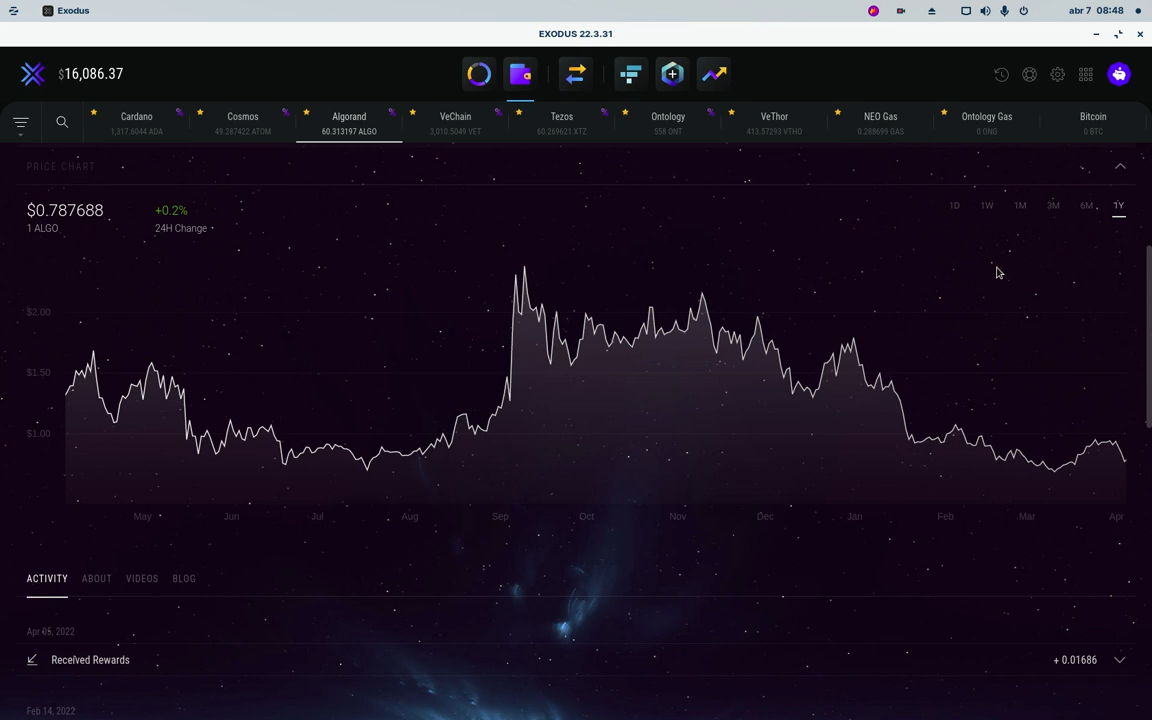 Exodus
abr 7 08:48
EXODUS 22.3.31
$16,086.37
Cardano
1,317.6044 ADA
Cosmos
49.287422 ATOM
Algorand
60.313197 ALGO
VeChain
3,010.5049 VET
Tezos
60.269621 XTZ
Ontology
558 ONT
VeThor
413.57293 VTHO
NEO Gas
0.288699 GAS
Ontology Gas
0 ONG
Bitcoin
0 BTC
PRICE CHART
$0.787688
+0.2%
1D 1W 1M 3M 6M 1Y
1 ALGO
24H Change
$2.00
$1.50
$1.00
May Jun Jul Aug Sep Oct Nov Dec Jan Feb Mar Apr
ACTIVITY ABOUT VIDEOS BLOG
Apr 05, 2022
Received Rewards + 0.01686
Feb 14, 2022